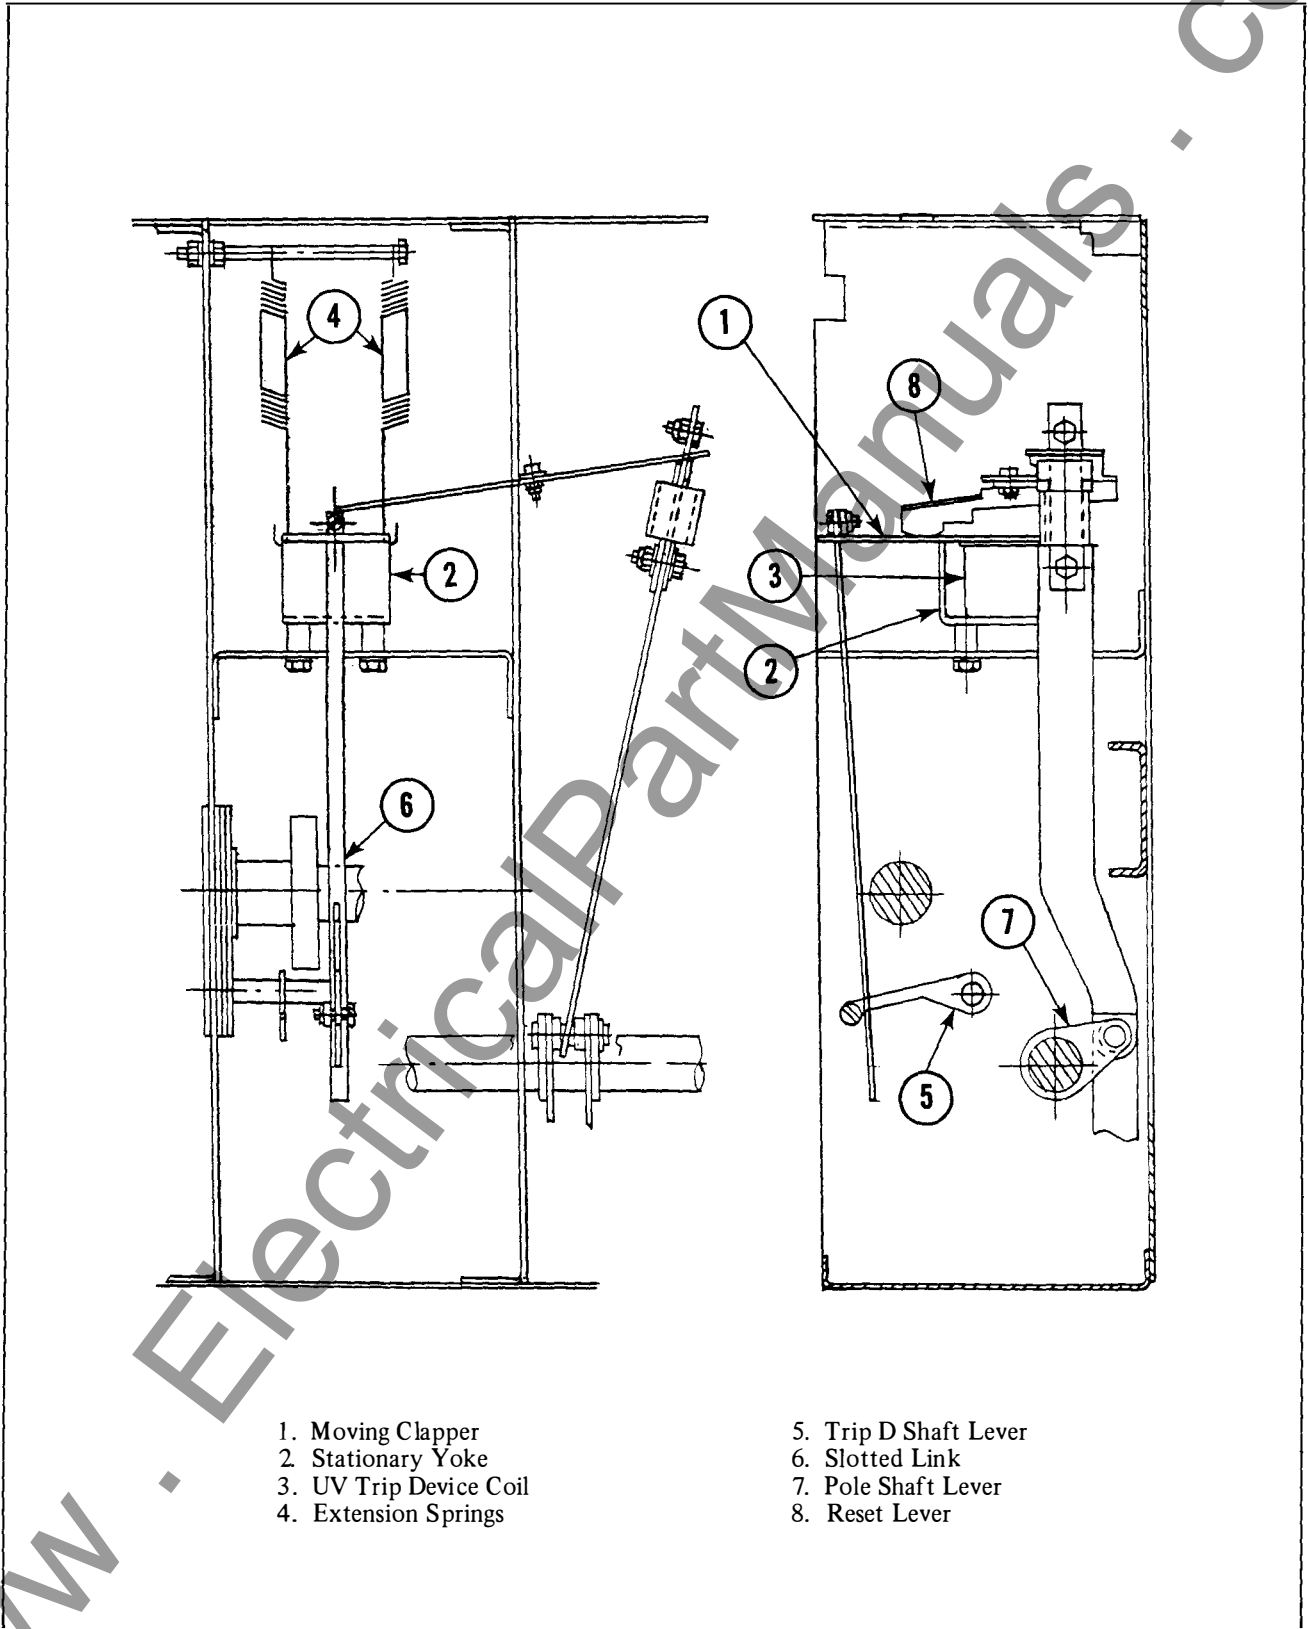 4
1
8
2
3
2
6
7
5
1. Moving Clapper
2. Stationary Yoke
3. UV Trip Device Coil
4. Extension Springs
5. Trip D Shaft Lever
6. Slotted Link
7. Pole Shaft Lever
8. Reset Lever
w . ElectricalPartManuals . co